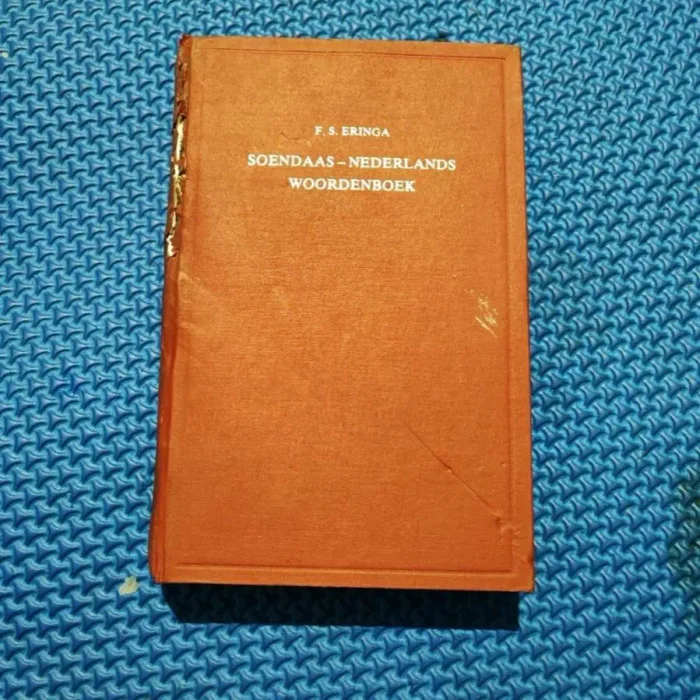 F. S. ERINGA
SOENDAAS – NEDERLANDS
WOORDENBOEK